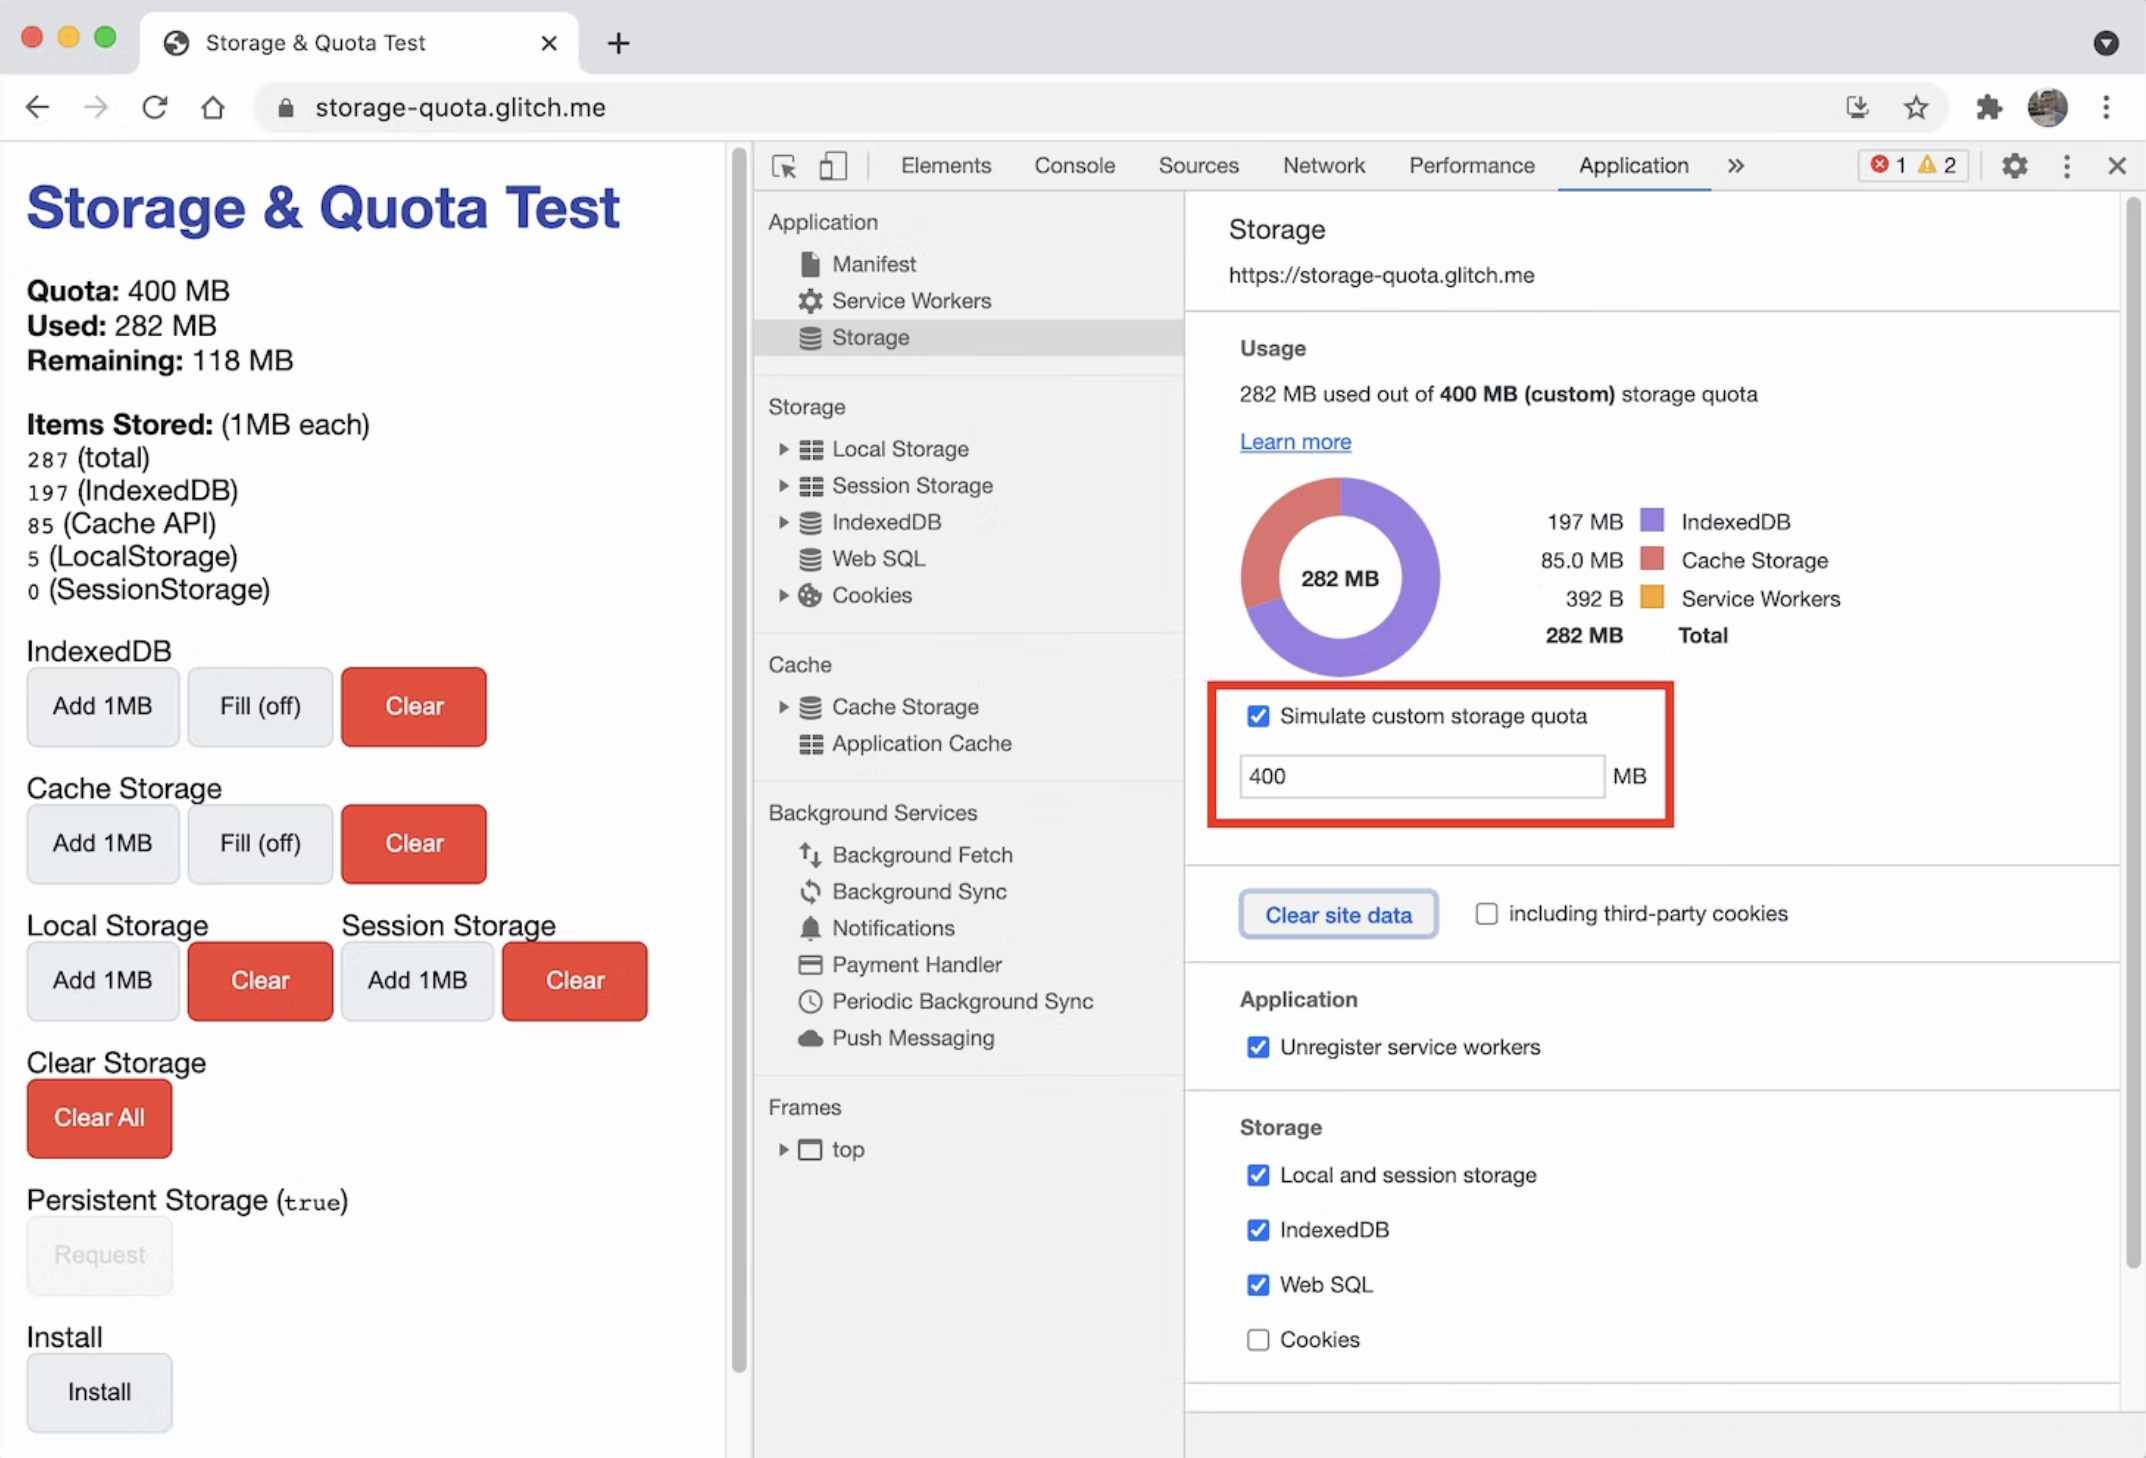 Storage & Quota Test
storage-quota.glitch.me
Storage & Quota Test
Quota: 400 MB
Used: 282 MB
Remaining: 118 MB
Items Stored: (1MB each)
287 (total)
197 (IndexedDB)
85 (Cache API)
5 (LocalStorage)
0 (SessionStorage)
IndexedDB
Add 1MB Fill (off) Clear
Cache Storage
Add 1MB Fill (off) Clear
Local Storage Session Storage
Add 1MB Clear Add 1MB Clear
Clear Storage
Clear All
Persistent Storage (true)
Request
Install
Install
Elements Console Sources Network Performance Application » 1 2
Application
Manifest
Service Workers
Storage
Storage
Local Storage
Session Storage
IndexedDB
Web SQL
Cookies
Cache
Cache Storage
Application Cache
Background Services
Background Fetch
Background Sync
Notifications
Payment Handler
Periodic Background Sync
Push Messaging
Frames
top
Storage
https://storage-quota.glitch.me
Usage
282 MB used out of 400 MB (custom) storage quota
Learn more
282 MB
197 MB IndexedDB
85.0 MB Cache Storage
392 B Service Workers
282 MB Total
Simulate custom storage quota
400 MB
Clear site data including third-party cookies
Application
Unregister service workers
Storage
Local and session storage
IndexedDB
Web SQL
Cookies